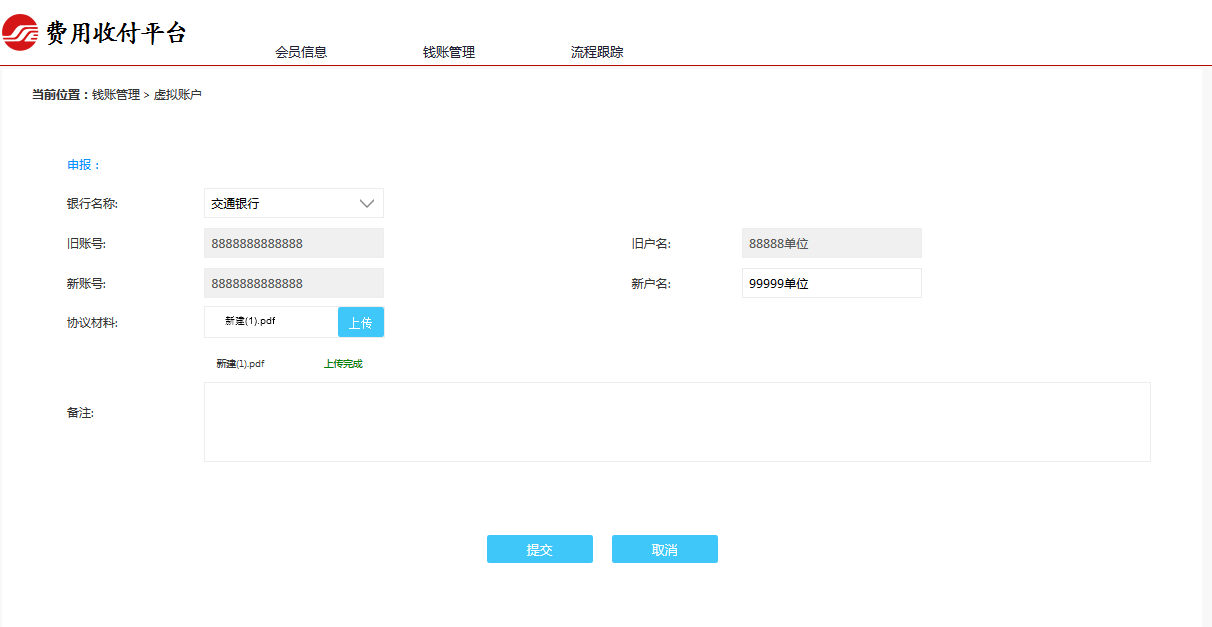 费用收付平台
会员信息 钱账管理 流程跟踪
当前位置：钱账管理 > 虚拟账户
申报：
银行名称: 交通银行
旧账号: 8888888888888 旧户名: 88888单位
新账号: 8888888888888 新户名: 99999单位
协议材料: 新建(1).pdf 上传
新建(1).pdf 上传完成
备注:
提交 取消